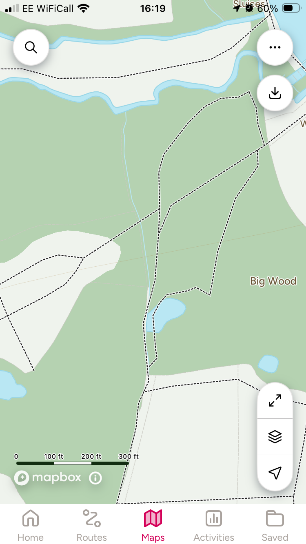 EE WiFiCall 16:19 60%
Sluices
W
Big Wood
0 100 ft 200 ft 300 ft
mapbox
Home Routes Maps Activities Saved